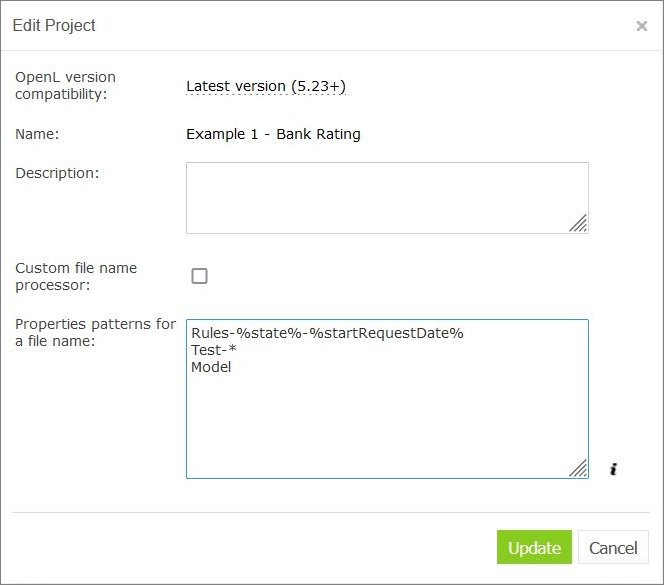 Edit Project
×
OpenL version
compatibility:
Latest version (5.23+)
Name:
Example 1 - Bank Rating
Description:
Custom file name
processor:
Properties patterns for
a file name:
Rules-%state%-%startRequestDate%
Test-*
Model
i
Update
Cancel